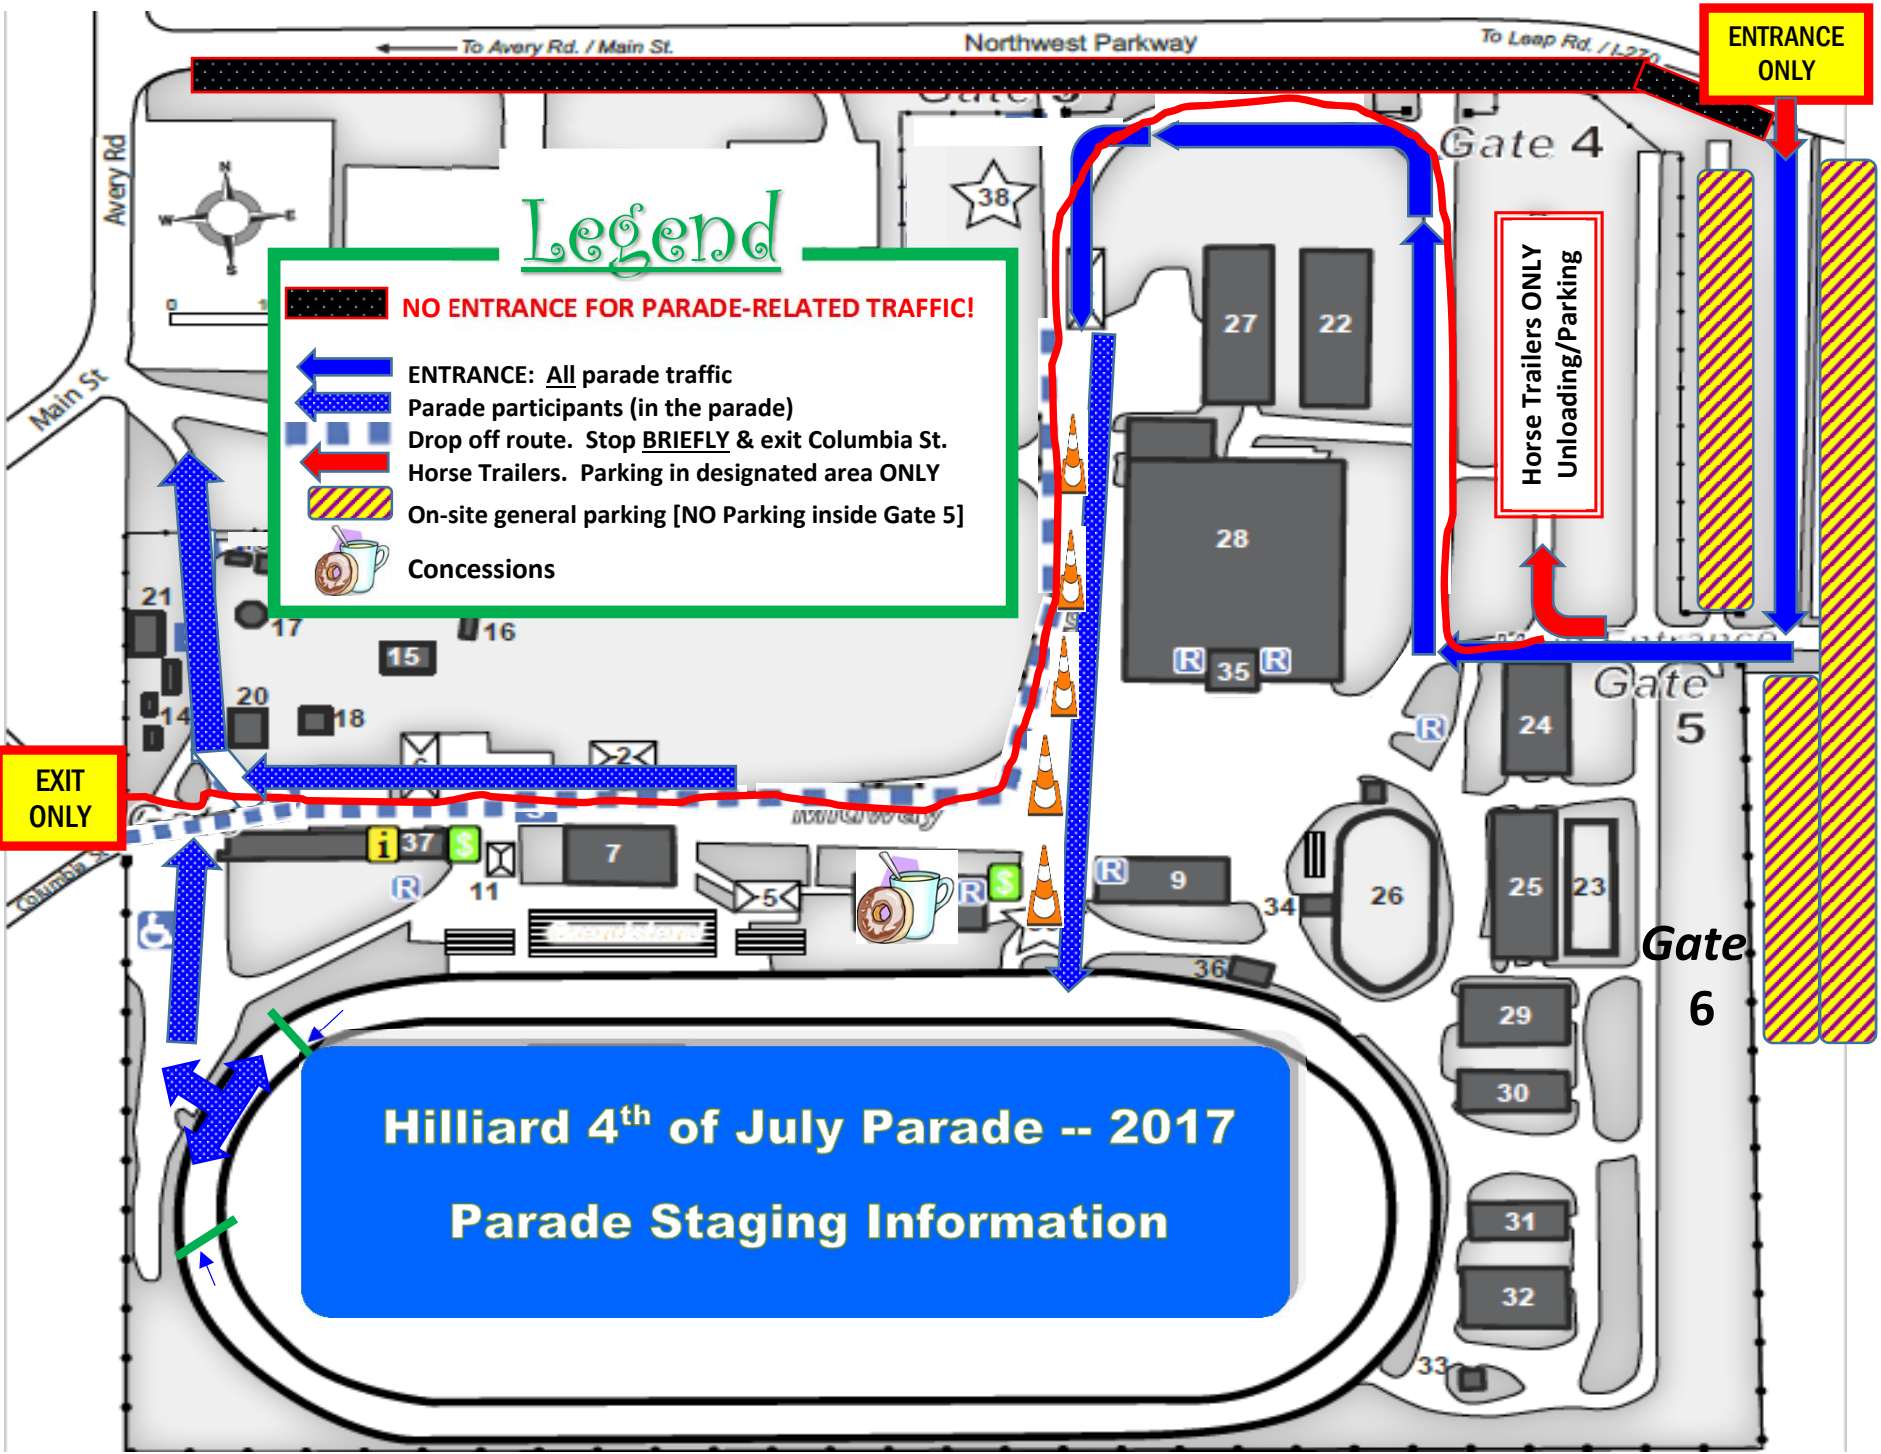 To Avery Rd. / Main St.
Northwest Parkway
To Leap Rd. / I-270
ENTRANCE
ONLY
Avery Rd
N
W
E
S
0
Gate 4
38
Legend
NO ENTRANCE FOR PARADE-RELATED TRAFFIC!
ENTRANCE: All parade traffic
Parade participants (in the parade)
Drop off route. Stop BRIEFLY & exit Columbia St.
Horse Trailers. Parking in designated area ONLY
On-site general parking [NO Parking inside Gate 5]
Concessions
Horse Trailers ONLY
Unloading/Parking
27
22
28
Main St
21
17
16
15
20
18
14
R
35
R
Gate
5
24
R
2
EXIT
ONLY
Midway
Columbia St
i
37
$
7
11
R
5
R
$
R
9
34
26
25
23
Gate
6
36
29
30
31
32
33
Hilliard 4th of July Parade -- 2017
Parade Staging Information